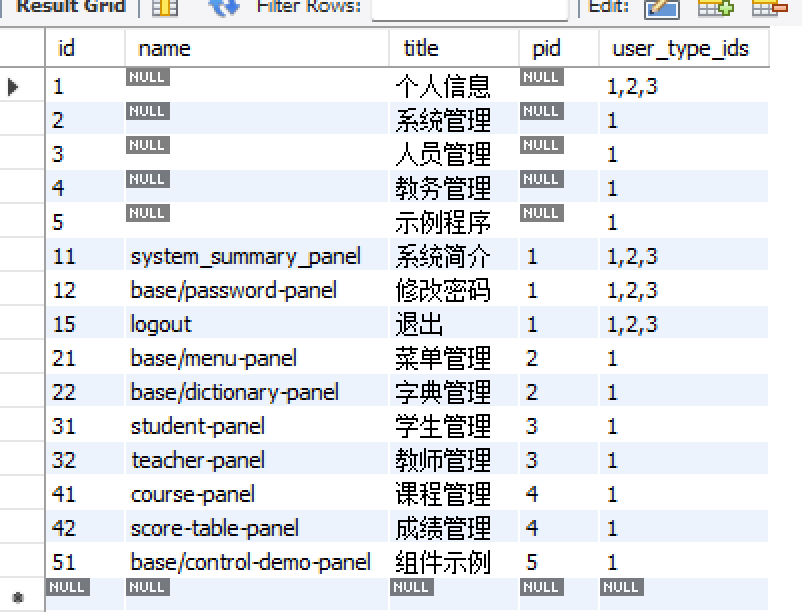 Result Grid Filter Rows: Edit:
id name title pid user_type_ids
1 NULL 个人信息 NULL 1,2,3
2 NULL 系统管理 NULL 1
3 NULL 人员管理 NULL 1
4 NULL 教务管理 NULL 1
5 NULL 示例程序 NULL 1
11 system_summary_panel 系统简介 1 1,2,3
12 base/password-panel 修改密码 1 1,2,3
15 logout 退出 1 1,2,3
21 base/menu-panel 菜单管理 2 1
22 base/dictionary-panel 字典管理 2 1
31 student-panel 学生管理 3 1
32 teacher-panel 教师管理 3 1
41 course-panel 课程管理 4 1
42 score-table-panel 成绩管理 4 1
51 base/control-demo-panel 组件示例 5 1
NULL NULL NULL NULL NULL